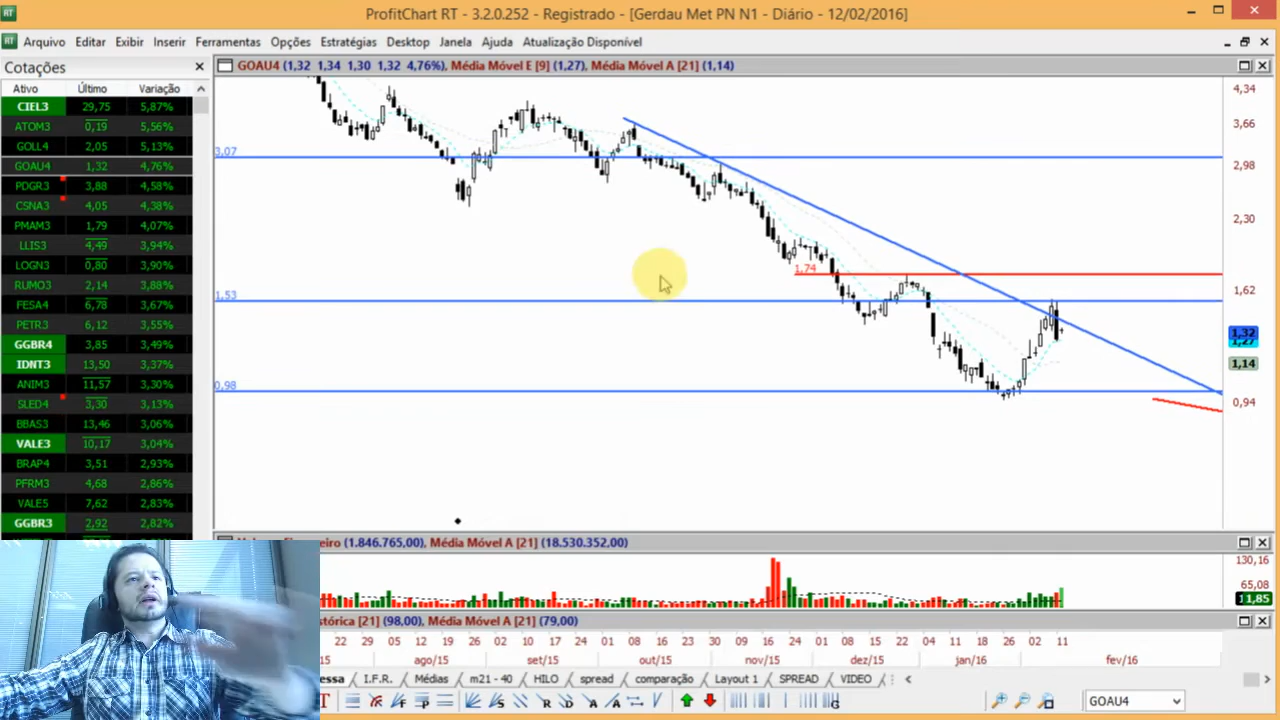 ProfitChart RT - 3.2.0.252 - Registrado - [Gerdau Met PN N1 - Diário - 12/02/2016]
RT Arquivo Editar Exibir Inserir Ferramentas Opções Estratégias Desktop Janela Ajuda Atualização Disponível
Cotações
Ativo Último Variação
CIEL3 29,75 5,87%
ATOM3 0,19 5,56%
GOLL4 2,05 5,13%
GOAU4 1,32 4,76%
PDGR3 3,88 4,58%
CSNA3 4,05 4,38%
PMAM3 1,79 4,07%
LLIS3 4,49 3,94%
LOGN3 0,80 3,90%
RUMO3 2,14 3,88%
FESA4 6,78 3,67%
PETR3 6,12 3,55%
GGBR4 3,85 3,49%
IDNT3 13,50 3,37%
ANIM3 11,57 3,30%
SLED4 3,30 3,13%
BBAS3 13,46 3,06%
VALE3 10,17 3,04%
BRAP4 3,51 2,93%
PFRM3 4,68 2,86%
VALE5 7,62 2,83%
GGBR3 2,92 2,82%
GOAU4 (1,32 1,34 1,30 1,32 4,76%), Média Móvel E [9] (1,27), Média Móvel A [21] (1,14)
4,34
3,66
3,07
2,98
2,30
1,74
1,62
1,53
1,32
1,27
1,14
0,98
0,94
(1.846.765,00), Média Móvel A [21] (18.530.352,00)
130,16
65,08
11,85
stórica [21] (98,00), Média Móvel A [21] (79,00)
22 29 05 12 19 26 02 09 16 23 01 08 16 23 30 09 16 24 01 08 15 22 04 11 18 26 02 11
15 ago/15 set/15 out/15 nov/15 dez/15 jan/16 fev/16
essa I.F.R. Médias m21 - 40 HILO spread comparação Layout 1 SPREAD VIDEO
GOAU4